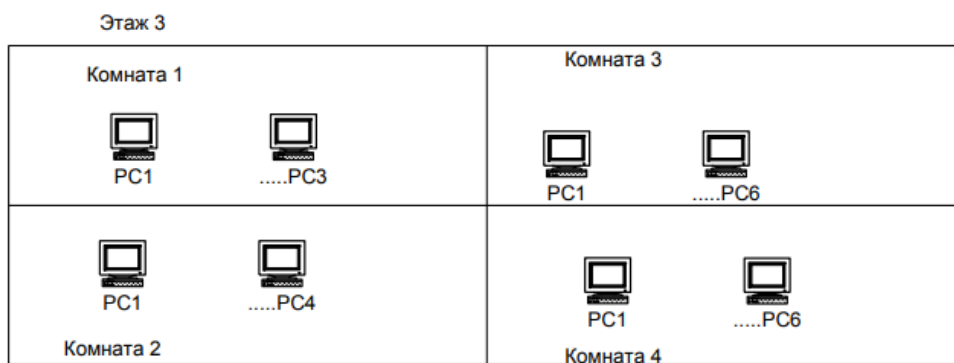 Этаж 3
Комната 1
PC1 .....PC3
Комната 3
PC1 .....PC6
PC1 .....PC4
Комната 2
PC1 .....PC6
Комната 4